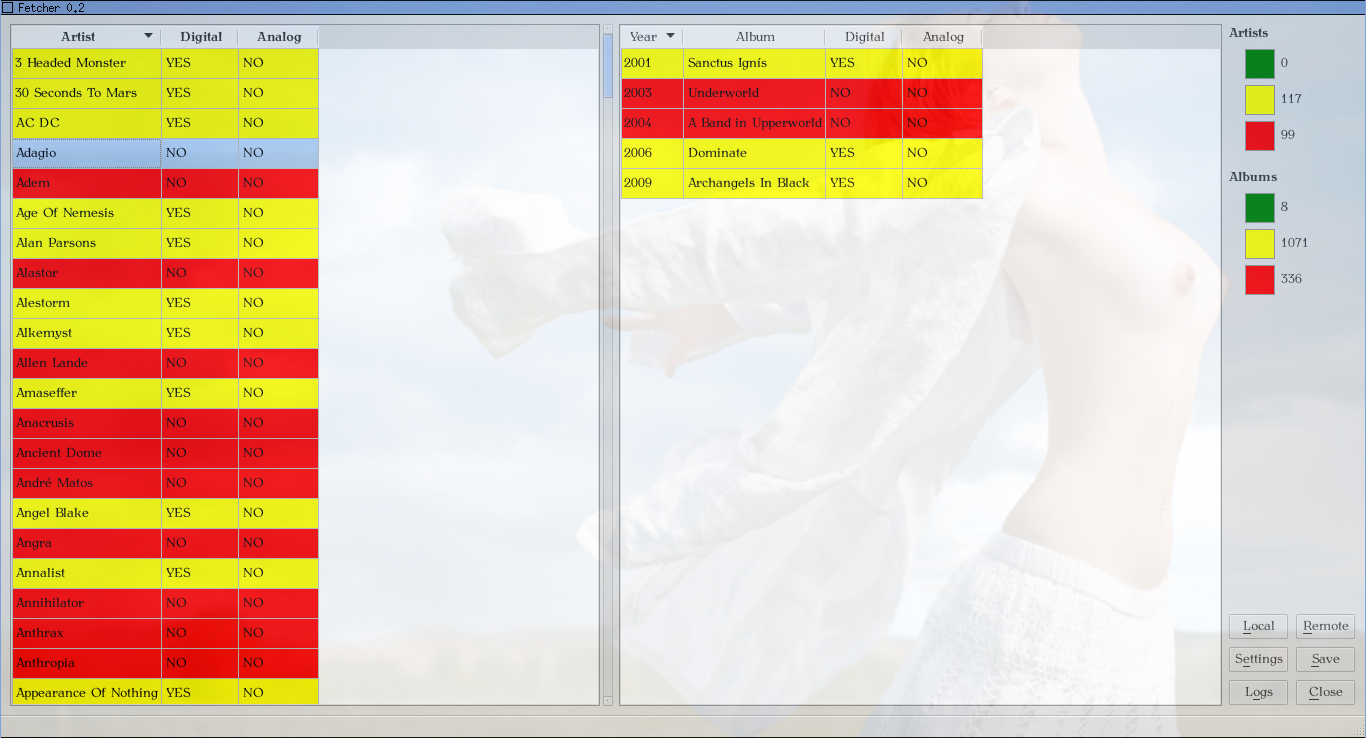 Fetcher 0.2
Artist Digital Analog
3 Headed Monster YES NO
30 Seconds To Mars YES NO
AC DC YES NO
Adagio NO NO
Adem NO NO
Age Of Nemesis YES NO
Alan Parsons YES NO
Alastor NO NO
Alestorm YES NO
Alkemyst YES NO
Allen Lande NO NO
Amaseffer YES NO
Anacrusis NO NO
Ancient Dome NO NO
André Matos NO NO
Angel Blake YES NO
Angra NO NO
Annalist YES NO
Annihilator NO NO
Anthrax NO NO
Anthropia NO NO
Appearance Of Nothing YES NO
Year Album Digital Analog
2001 Sanctus Ignís YES NO
2003 Underworld NO NO
2004 A Band in Upperworld NO NO
2006 Dominate YES NO
2009 Archangels In Black YES NO
Artists
0
117
99
Albums
8
1071
336
Local Remote
Settings Save
Logs Close